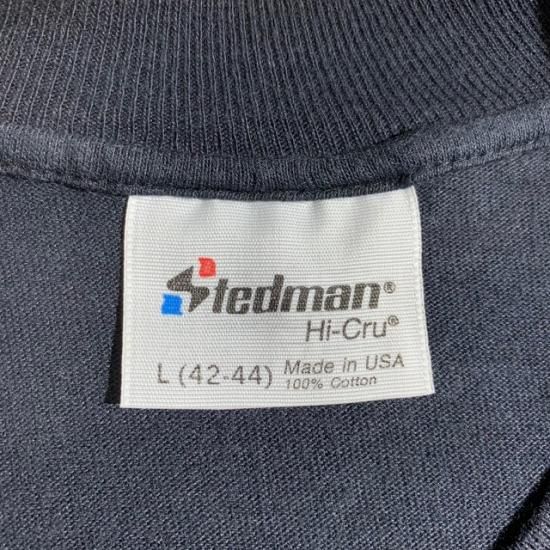 Stedman®
Hi-Cru®
L (42-44) Made in USA
100% Cotton